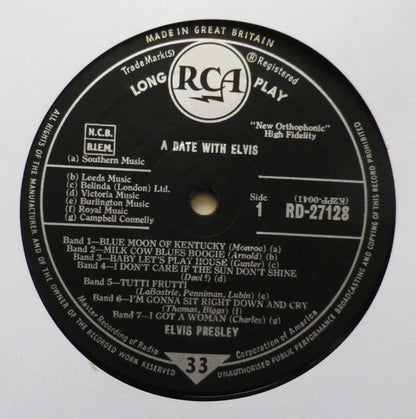 MADE IN GREAT BRITAIN
Trade Mark(s) ® Registered
LONG RCA PLAY
"New Orthophonic"
High Fidelity
A DATE WITH ELVIS
N.C.B.
B.I.E.M.
(a) Southern Music
(b) Leeds Music
(c) Belinda (London) Ltd.
(d) Victoria Music
(e) Burlington Music
(f) Royal Music
(g) Campbell Connelly
Side
1
(K2PP-0041)
RD-27128
Band 1—BLUE MOON OF KENTUCKY (Monroe) (a)
Band 2—MILK COW BLUES BOOGIE (Arnold) (b)
Band 3—BABY LET'S PLAY HOUSE (Gunter) (c)
Band 4—I DON'T CARE IF THE SUN DON'T SHINE
(Davi!) (d)
Band 5—TUTTI FRUTTI
(LaBostrie, Penniman, Lubin) (e)
Band 6—I'M GONNA SIT RIGHT DOWN AND CRY
(Thomas, Biggs) (f)
Band 7—I GOT A WOMAN (Charles) (g)
ELVIS PRESLEY
Master Recording of Radio Corporation of America
33
ALL RIGHTS OF THE MANUFACTURER, AND OF THE OWNER OF THE RECORDED WORK RESERVED
UNAUTHORISED PUBLIC PERFORMANCE, BROADCASTING AND COPYING OF THIS RECORD PROHIBITED